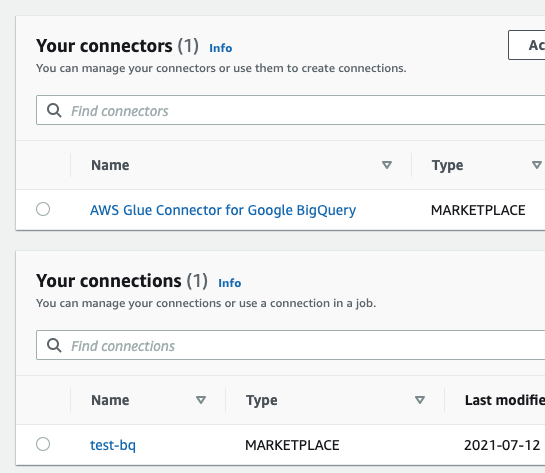 Your connectors (1) Info
You can manage your connectors or use them to create connections.
Find connectors
Name Type
AWS Glue Connector for Google BigQuery MARKETPLACE
Your connections (1) Info
You can manage your connections or use a connection in a job.
Find connections
Name Type Last modifie
test-bq MARKETPLACE 2021-07-12